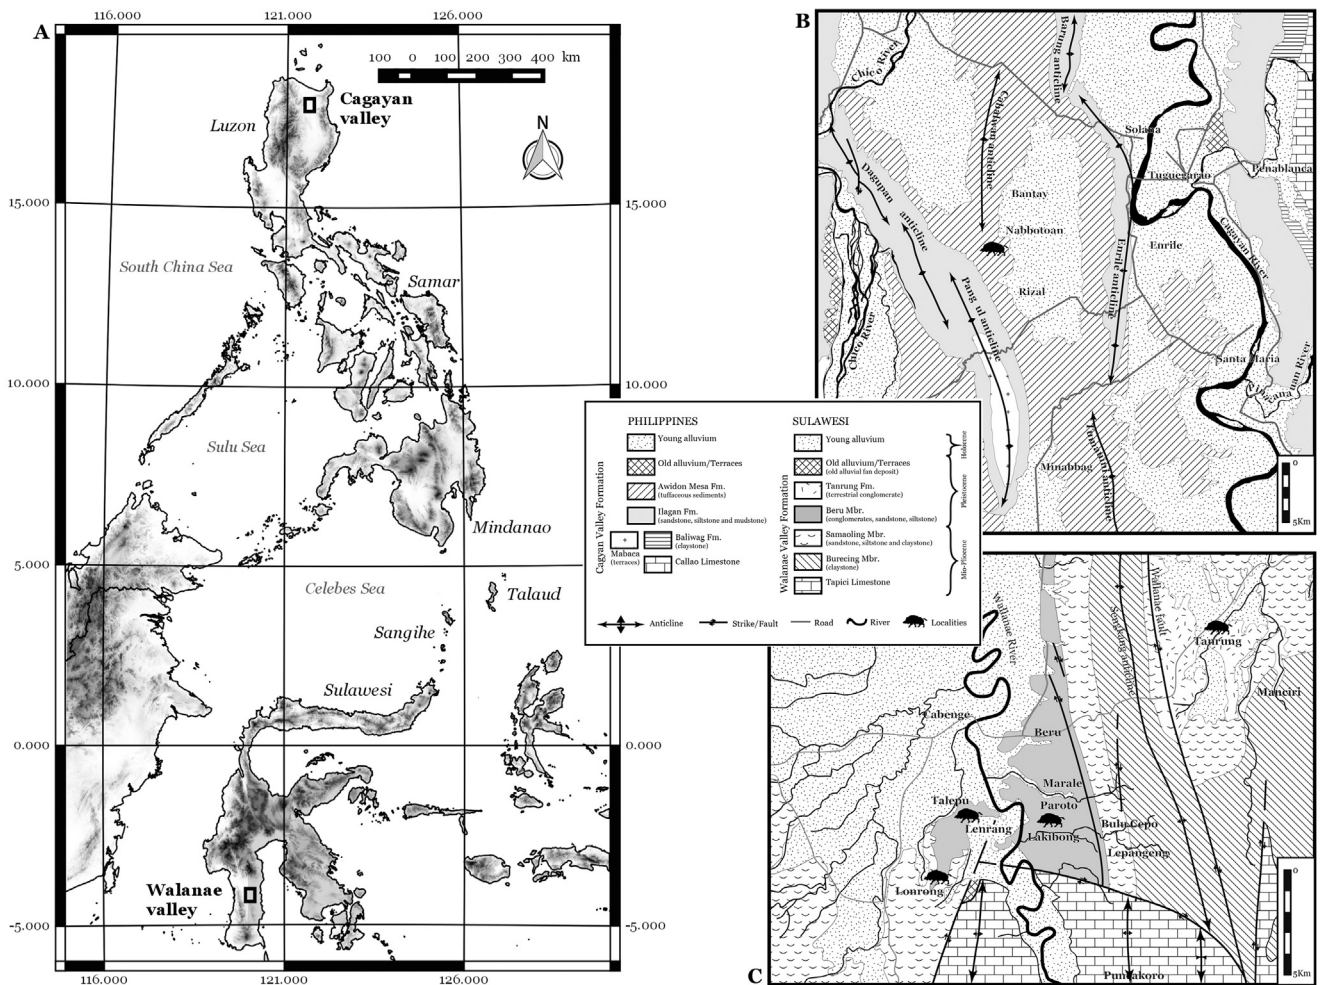 116.000
121.000
126.000
A
100 0 100 200 300 400 km
Cagayan
valley
Luzon
N
15.000
15.000
South China Sea
Samar
10.000
10.000
Sulu Sea
Mindanao
5.000
5.000
Celebes Sea
Talaud
Sangihe
Sulawesi
0.000
0.000
Walanae
valley
-5.000
-5.000
116.000
121.000
126.000
B
Chico River
Cabalwan anticline
Barung anticline
Solana
Tuguegarao
Penablanca
Dagupan
anticline
Bantay
Nabbotoan
Enrile
Cagayan River
Enrile anticline
Rizal
Pang ul anticline
Chico River
Santa Maria
Minabbag
Tumauini anticline
0
5Km
PHILIPPINES
Young alluvium
Old alluvium/Terraces
Awidon Mesa Fm.
(tuffaceous sediments)
Ilagan Fm.
(sandstone, siltstone and mudstone)
Baliwag Fm.
(claystone)
Mabaca
(terraces)
Callao Limestone
Cagyan Valley Formation
SULAWESI
Young alluvium
Old alluvium/Terraces
(old alluvial fan deposit)
Tanrung Fm.
(terrestrial conglomerate)
Beru Mbr.
(conglomerates, sandstone, siltstone)
Samaoling Mbr.
(sandstone, siltstone and claystone)
Burecing Mbr.
(claystone)
Tapici Limestone
Walanae Valley Formation
Holocene
Pleistocene
Mio-Pliocene
Anticline
Strike/Fault
Road
River
Localities
C
Wallanae River
Sengkang anticline
Wallanae fault
Tanrung
Manciri
Cabenge
Beru
Marale
Talepu
Paroto
Lenrang
Lakibong
Bulu Cepo
Lepangeng
Lonrong
Pundakoro
0
5Km